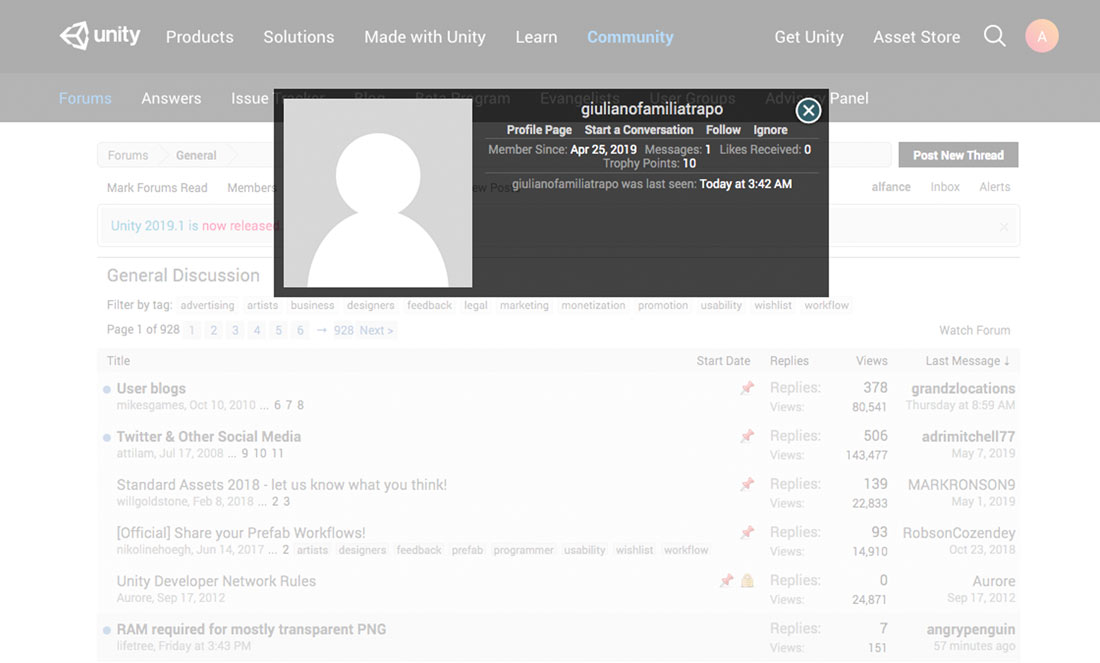 unity Products Solutions Made with Unity Learn Community Get Unity Asset Store A
Forums Answers Issue Tracker Blog Beta Program Evangelists User Groups Advisory Panel
giulianofamiliatrapo
Profile Page Start a Conversation Follow Ignore
Member Since: Apr 25, 2019 Messages: 1 Likes Received: 0
Trophy Points: 10
giulianofamiliatrapo was last seen: Today at 3:42 AM
Forums General Post New Thread
Mark Forums Read Members New Posts alfance Inbox Alerts
Unity 2019.1 is now released.
General Discussion
Filter by tag: advertising artists business designers feedback legal marketing monetization promotion usability wishlist workflow
Page 1 of 928 1 2 3 4 5 6 → 928 Next > Watch Forum
Title Start Date Replies Views Last Message ↓
User blogs Replies: 378 grandzlocations
mikesgames, Oct 10, 2010 ... 6 7 8 Views: 80,541 Thursday at 8:59 AM
Twitter & Other Social Media Replies: 506 adrimitchell77
attilam, Jul 17, 2008 ... 9 10 11 Views: 143,477 May 7, 2019
Standard Assets 2018 - let us know what you think! Replies: 139 MARKRONSON9
willgoldstone, Feb 8, 2018 ... 2 3 Views: 22,833 May 1, 2019
[Official] Share your Prefab Workflows! Replies: 93 RobsonCozendey
nikolinehoegh, Jun 14, 2017 ... 2 artists designers feedback prefab programmer usability wishlist workflow Views: 14,910 Oct 23, 2018
Unity Developer Network Rules Replies: 0 Aurore
Aurore, Sep 17, 2012 Views: 24,871 Sep 17, 2012
RAM required for mostly transparent PNG Replies: 7 angrypenguin
lifetree, Friday at 3:43 PM Views: 151 57 minutes ago